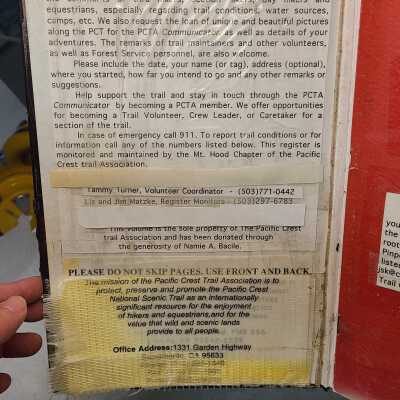 equestrians, especially regarding trail conditions, water sources,
camps, etc. We also request the loan of unique and beautiful pictures
along the PCT for the PCTA Communicator, as well as details of your
adventures. The remarks of trail maintainers and other volunteers,
as well as Forest Service personnel, are also welcome.
Please include the date, your name (or tag), address (optional),
where you started, how far you intend to go and any other remarks or
suggestions.
Help support the trail and stay in touch through the PCTA
Communicator by becoming a PCTA member. We offer opportunities
for becoming a Trail Volunteer, Crew Leader, or Caretaker for a
section of the trail.
In case of emergency call 911. To report trail conditions or for
information call any of the numbers listed below. This register is
monitored and maintained by the Mt. Hood Chapter of the Pacific
Crest trail Association.
Tammy Turner, Volunteer Coordinator - (503)771-0442
Liz and Jim Matzke, Register Monitors - (503)297-6783
This volume is the sole property of The Pacific Crest
trail Association and has been donated through
the generosity of Namie A. Bacile.
PLEASE DO NOT SKIP PAGES. USE FRONT AND BACK.
The mission of the Pacific Crest Trail Association is to
protect, preserve and promote the Pacific Crest
National Scenic Trail as an internationally
significant resource for the enjoyment
of hikers and equestrians, and for the
value that wild and scenic lands
provide to all people.
Office Address: 1331 Garden Highway
CA 95833
you
the
root
Pinp
liste
jsk@c
Trail